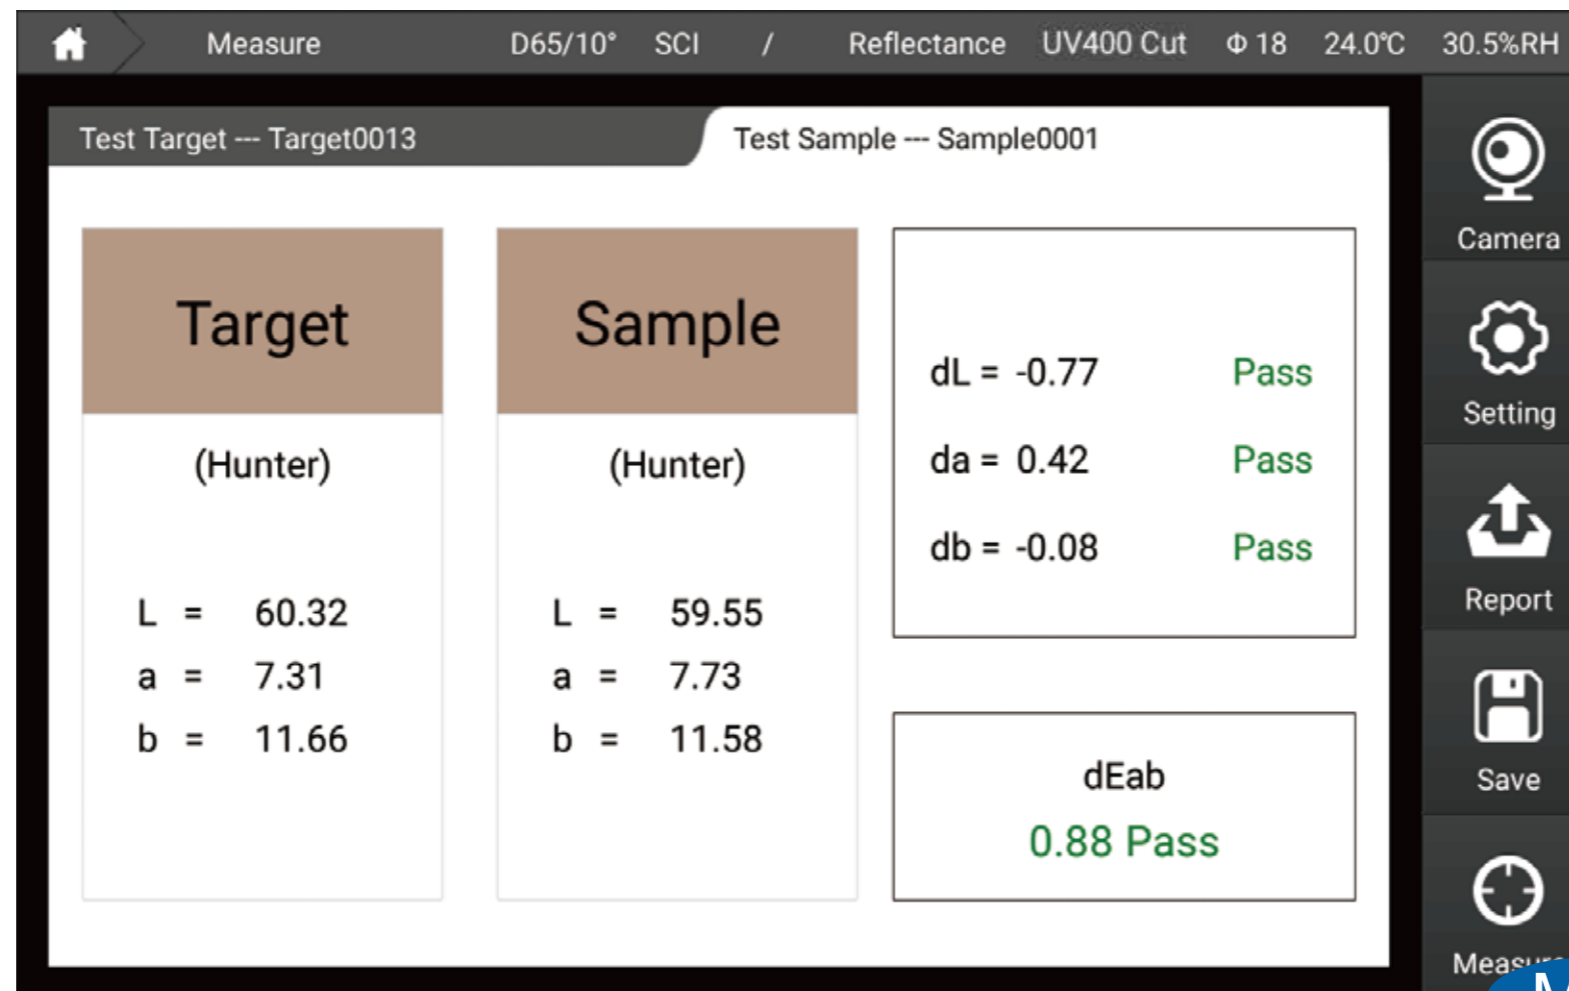 Measure D65/10° SCI / Reflectance UV400 Cut Φ 18 24.0℃ 30.5%RH
Test Target --- Target0013
Test Sample --- Sample0001
Target
(Hunter)
L = 60.32
a = 7.31
b = 11.66
Sample
(Hunter)
L = 59.55
a = 7.73
b = 11.58
dL = -0.77 Pass
da = 0.42 Pass
db = -0.08 Pass
dEab
0.88 Pass
Camera
Setting
Report
Save
Measure